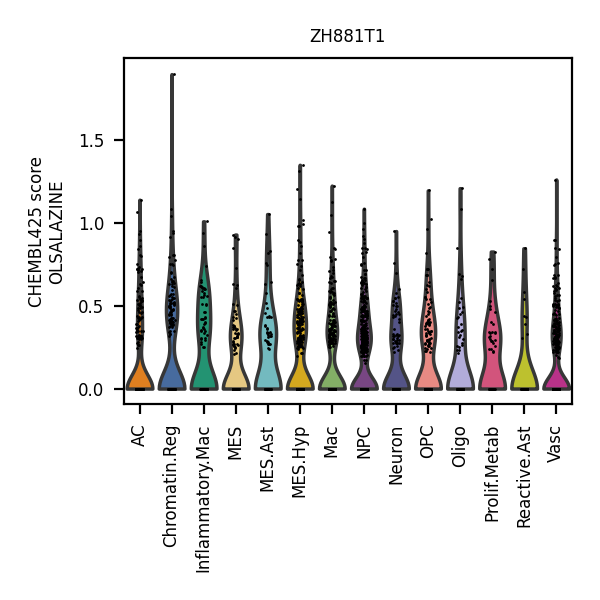 ZH881T1
CHEMBL425 score
OLSALAZINE
1.5
1.0
0.5
0.0
AC
Chromatin.Reg
Inflammatory.Mac
MES
MES.Ast
MES.Hyp
Mac
NPC
Neuron
OPC
Oligo
Prolif.Metab
Reactive.Ast
Vasc